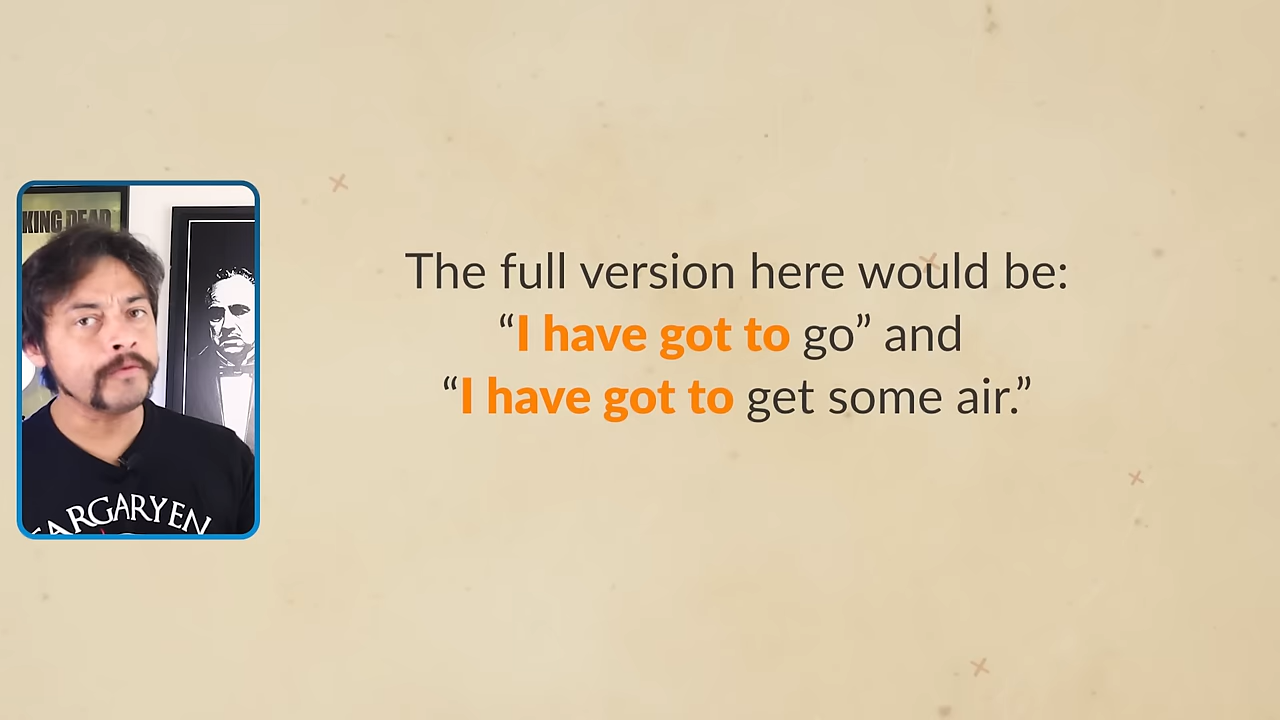 KING DEAD
ARGARYEN
The full version here would be:
“I have got to go” and
“I have got to get some air.”